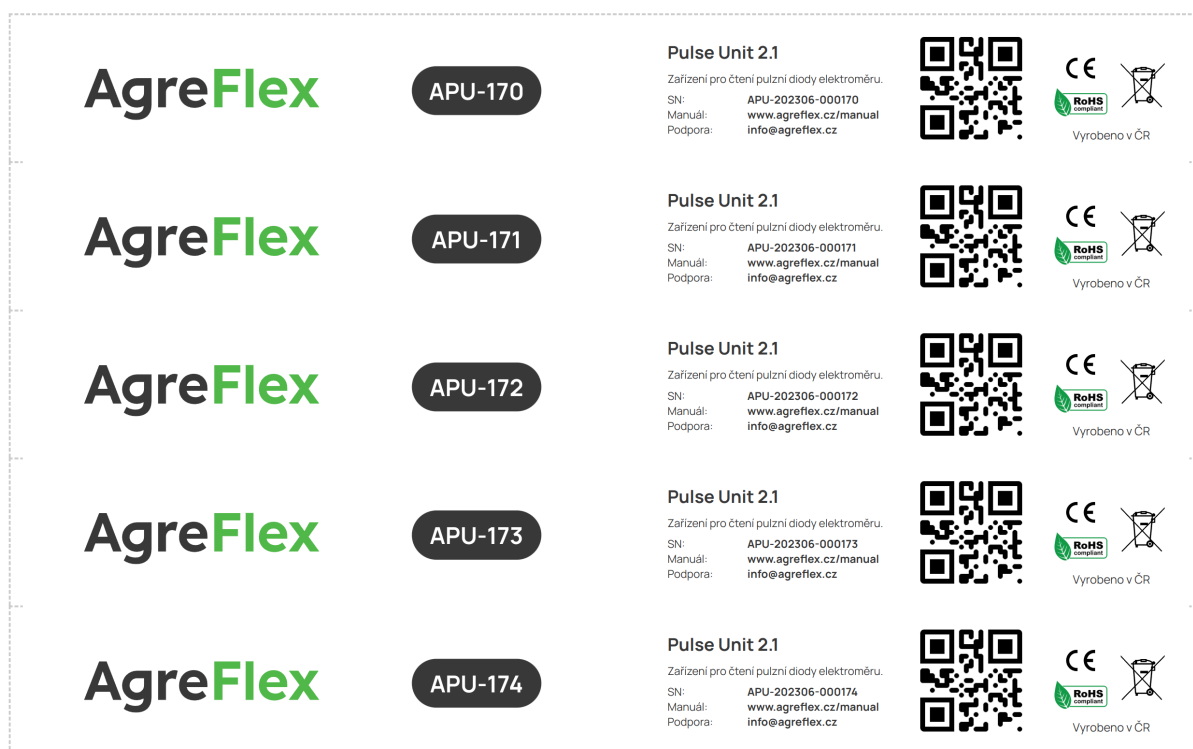 AgreFlex
APU-170
Pulse Unit 2.1
Zařízení pro čtení pulzní diody elektroměru.
SN: APU-202306-000170
Manuál: www.agreflex.cz/manual
Podpora: info@agreflex.cz
CE
RoHS
compliant
Vyrobeno v ČR
AgreFlex
APU-171
Pulse Unit 2.1
Zařízení pro čtení pulzní diody elektroměru.
SN: APU-202306-000171
Manuál: www.agreflex.cz/manual
Podpora: info@agreflex.cz
CE
RoHS
compliant
Vyrobeno v ČR
AgreFlex
APU-172
Pulse Unit 2.1
Zařízení pro čtení pulzní diody elektroměru.
SN: APU-202306-000172
Manuál: www.agreflex.cz/manual
Podpora: info@agreflex.cz
CE
RoHS
compliant
Vyrobeno v ČR
AgreFlex
APU-173
Pulse Unit 2.1
Zařízení pro čtení pulzní diody elektroměru.
SN: APU-202306-000173
Manuál: www.agreflex.cz/manual
Podpora: info@agreflex.cz
CE
RoHS
compliant
Vyrobeno v ČR
AgreFlex
APU-174
Pulse Unit 2.1
Zařízení pro čtení pulzní diody elektroměru.
SN: APU-202306-000174
Manuál: www.agreflex.cz/manual
Podpora: info@agreflex.cz
CE
RoHS
compliant
Vyrobeno v ČR